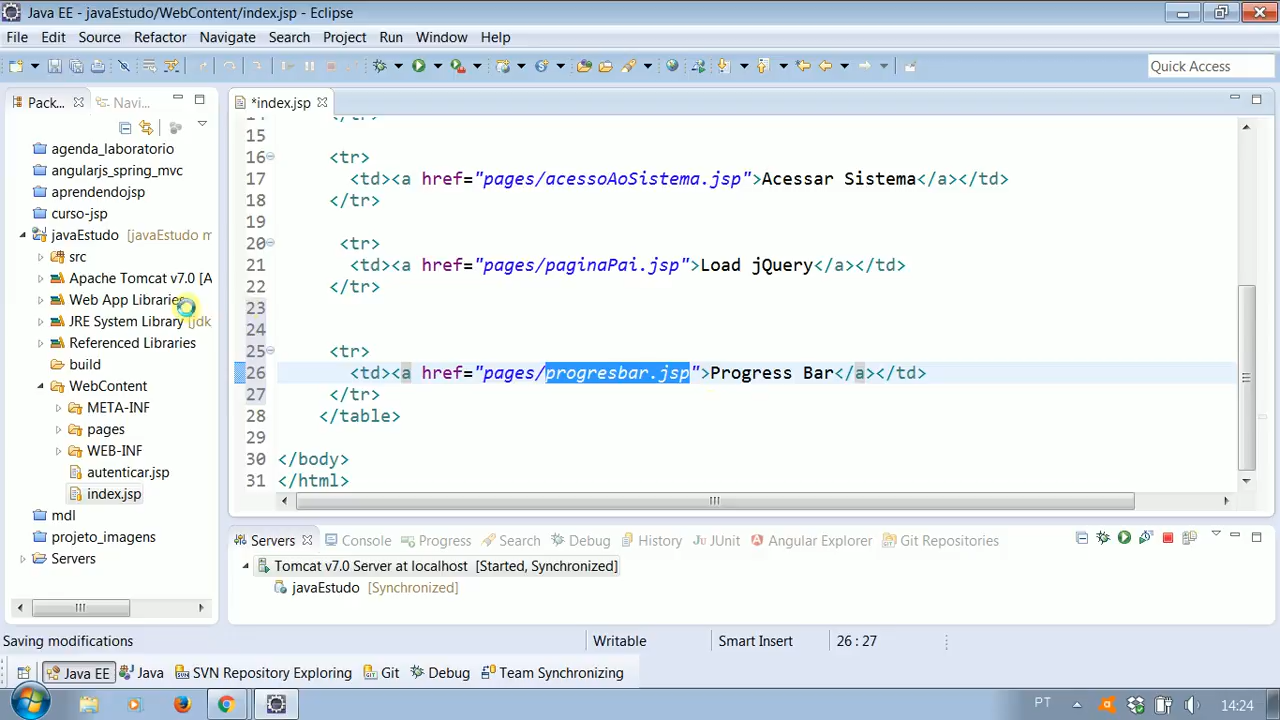 Java EE - javaEstudo/WebContent/index.jsp - Eclipse
File Edit Source Refactor Navigate Search Project Run Window Help
Quick Access
Pack... Navi...
*index.jsp
agenda_laboratorio
angularjs_spring_mvc
aprendendojsp
curso-jsp
javaEstudo [javaEstudo m
src
Apache Tomcat v7.0 [A
Web App Libraries
JRE System Library [jdk
Referenced Libraries
build
WebContent
META-INF
pages
WEB-INF
autenticar.jsp
index.jsp
mdl
projeto_imagens
Servers
14 </tr>
15
16 <tr>
17 <td><a href="pages/acessoAoSistema.jsp">Acessar Sistema</a></td>
18 </tr>
19
20 <tr>
21 <td><a href="pages/paginaPai.jsp">Load jQuery</a></td>
22 </tr>
23
24
25 <tr>
26 <td><a href="pages/progresbar.jsp">Progress Bar</a></td>
27 </tr>
28 </table>
29
30 </body>
31 </html>
Servers Console Progress Search Debug History JUnit Angular Explorer Git Repositories
Tomcat v7.0 Server at localhost [Started, Synchronized]
javaEstudo [Synchronized]
Saving modifications Writable Smart Insert 26 : 27
Java EE Java SVN Repository Exploring Git Debug Team Synchronizing
PT 14:24